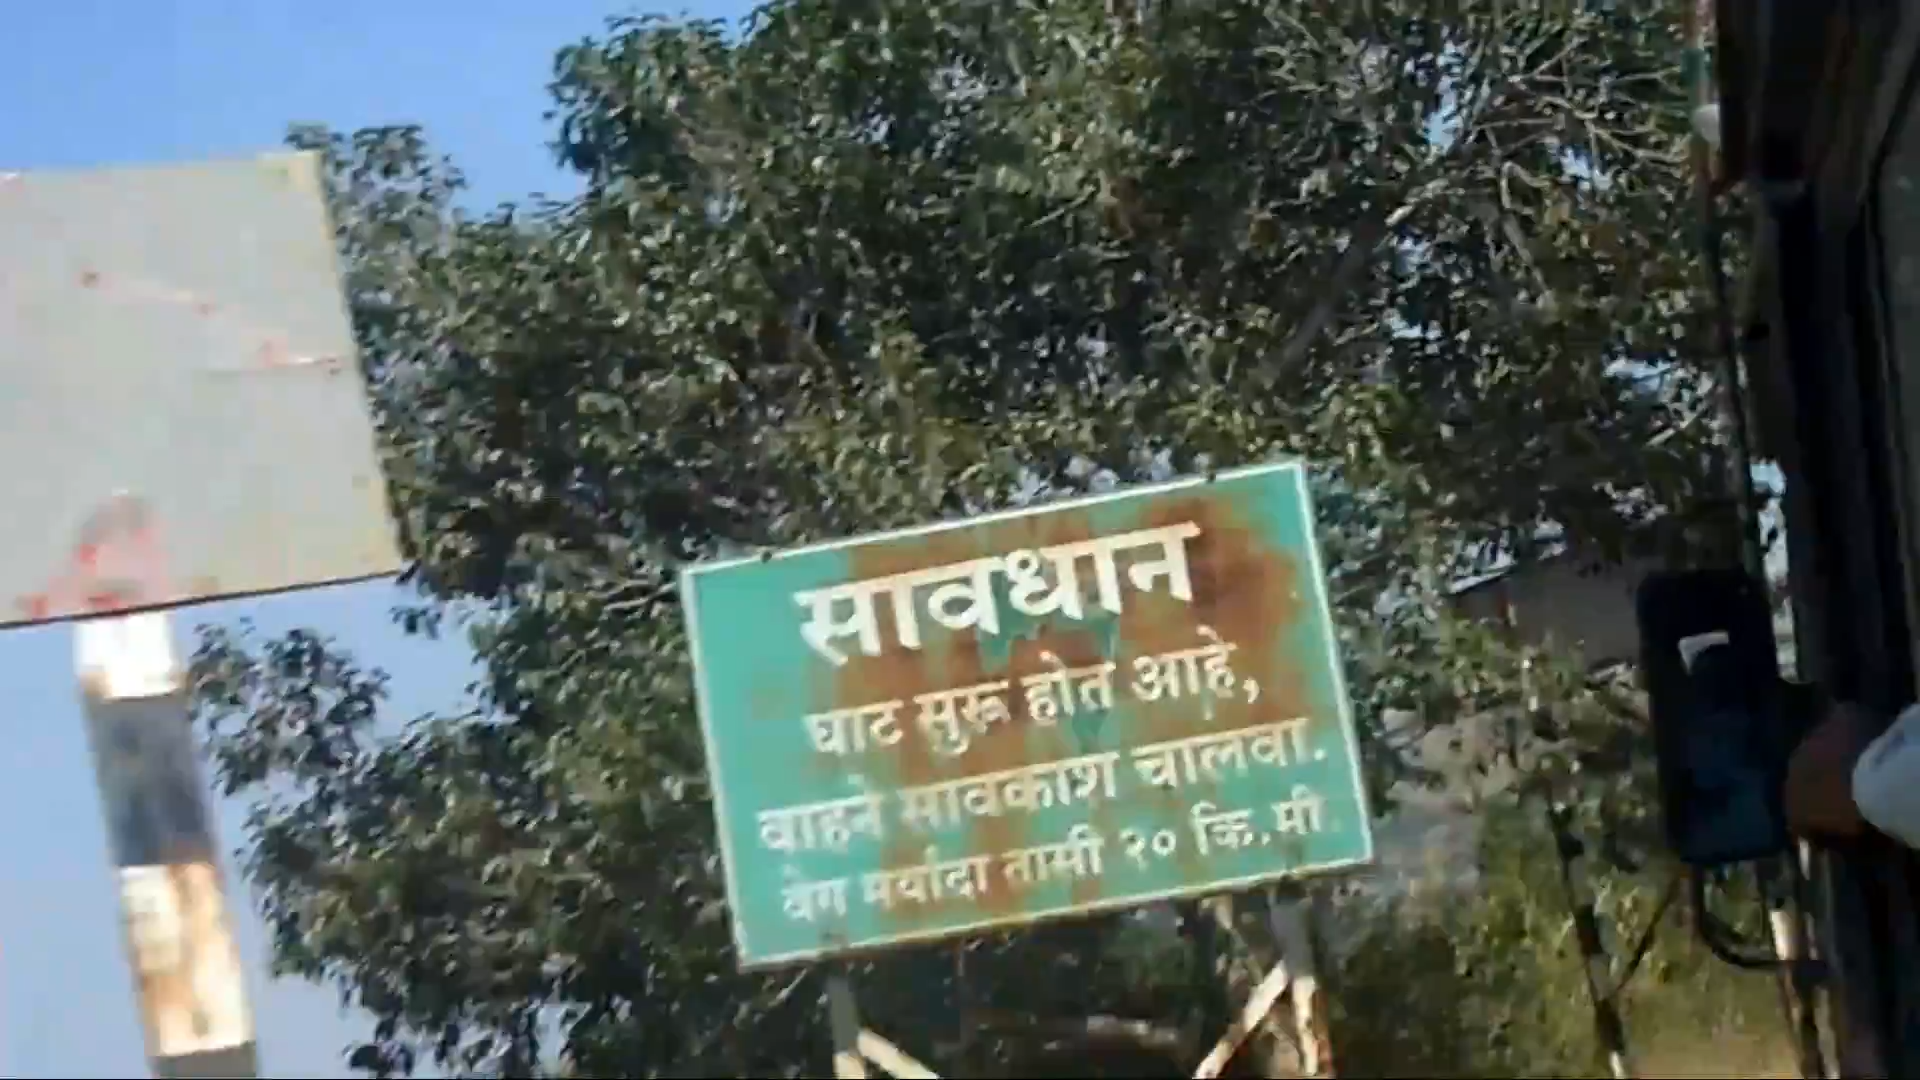 सावधान
घाट सुरू होत आहे,
वाहने सावकाश चालवा.
वेग मर्यादा तासी २० कि.मी.